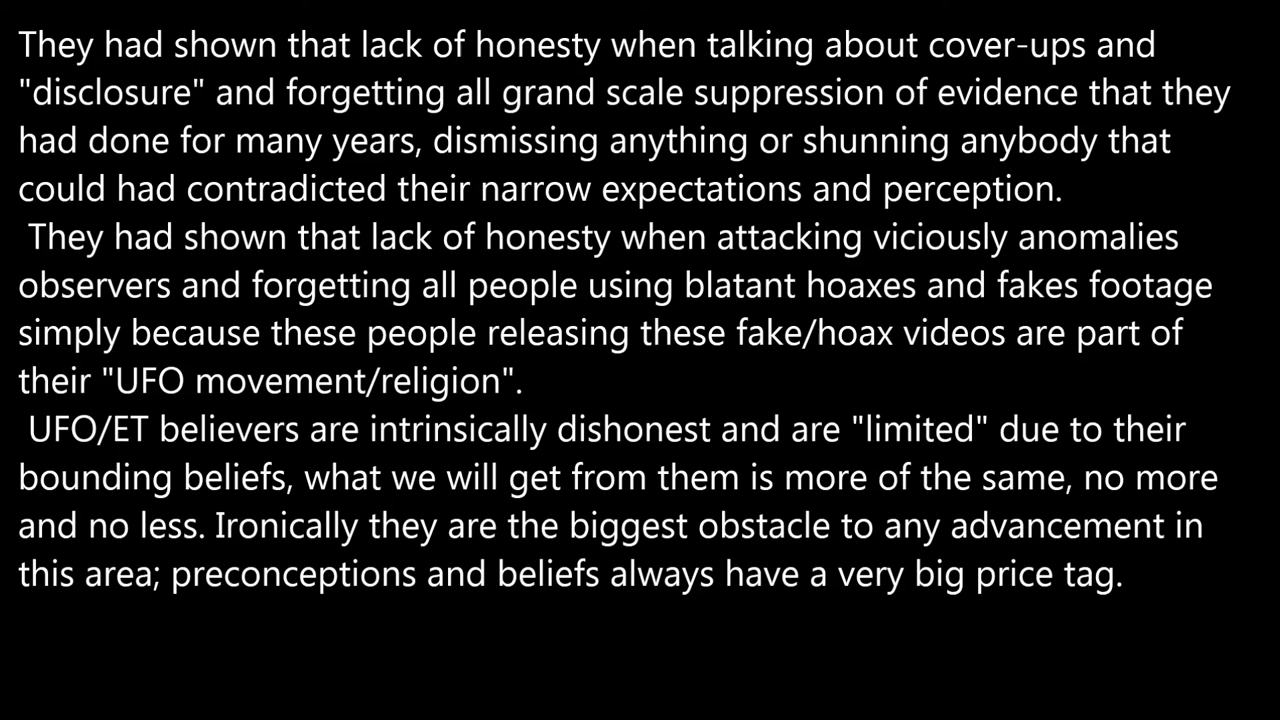 They had shown that lack of honesty when talking about cover-ups and
"disclosure" and forgetting all grand scale suppression of evidence that they
had done for many years, dismissing anything or shunning anybody that
could had contradicted their narrow expectations and perception.
They had shown that lack of honesty when attacking viciously anomalies
observers and forgetting all people using blatant hoaxes and fakes footage
simply because these people releasing these fake/hoax videos are part of
their "UFO movement/religion".
UFO/ET believers are intrinsically dishonest and are "limited" due to their
bounding beliefs, what we will get from them is more of the same, no more
and no less. Ironically they are the biggest obstacle to any advancement in
this area; preconceptions and beliefs always have a very big price tag.